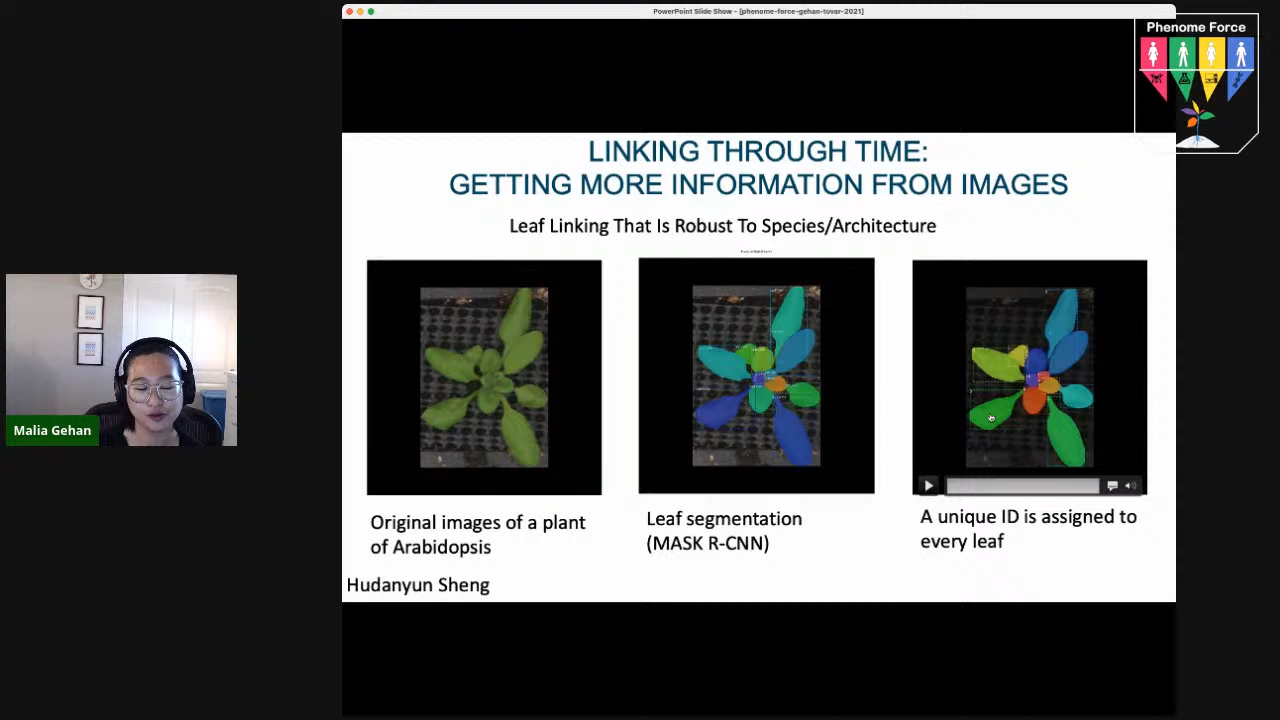 PowerPoint Slide Show - [phenome-force-gehan-tovar-2021]
Phenome Force
LINKING THROUGH TIME:
GETTING MORE INFORMATION FROM IMAGES
Leaf Linking That Is Robust To Species/Architecture
Malia Gehan
Original images of a plant
of Arabidopsis
Leaf segmentation
(MASK R-CNN)
A unique ID is assigned to
every leaf
Hudanyun Sheng